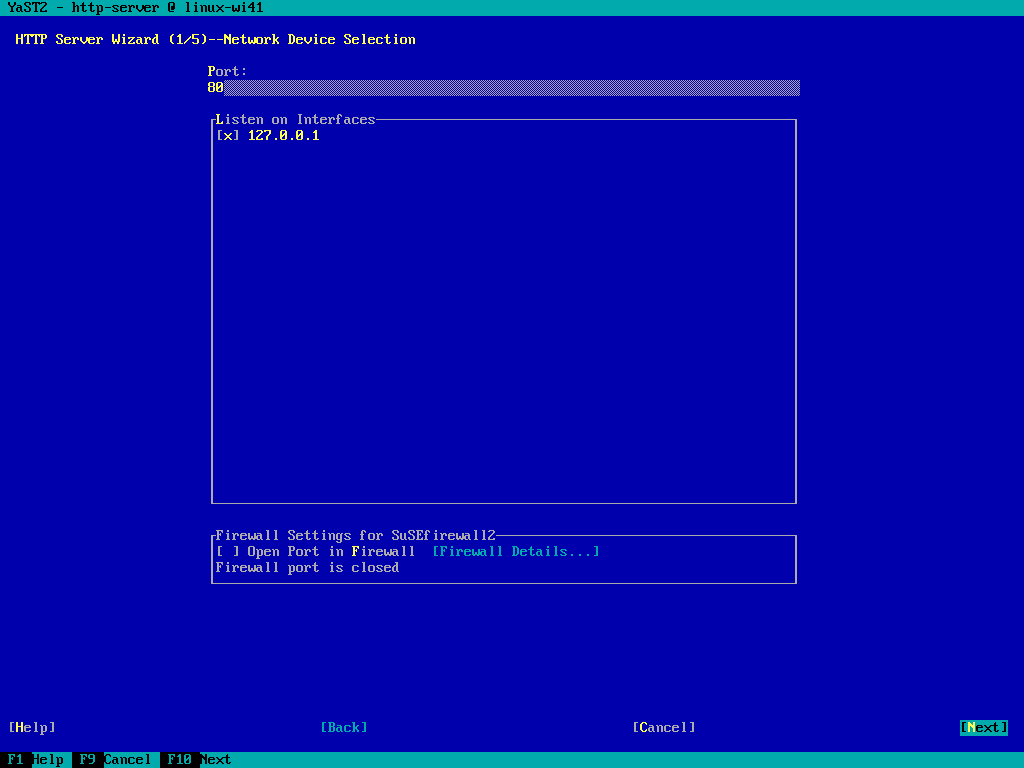 YaST2 - http-server @ linux-wi41
HTTP Server Wizard (1/5)--Network Device Selection
Port:
80
Listen on Interfaces
[x] 127.0.0.1
Firewall Settings for SuSEfirewall2
[ ] Open Port in Firewall [Firewall Details...]
Firewall port is closed
[Help] [Back] [Cancel] [Next]
F1 Help F9 Cancel F10 Next